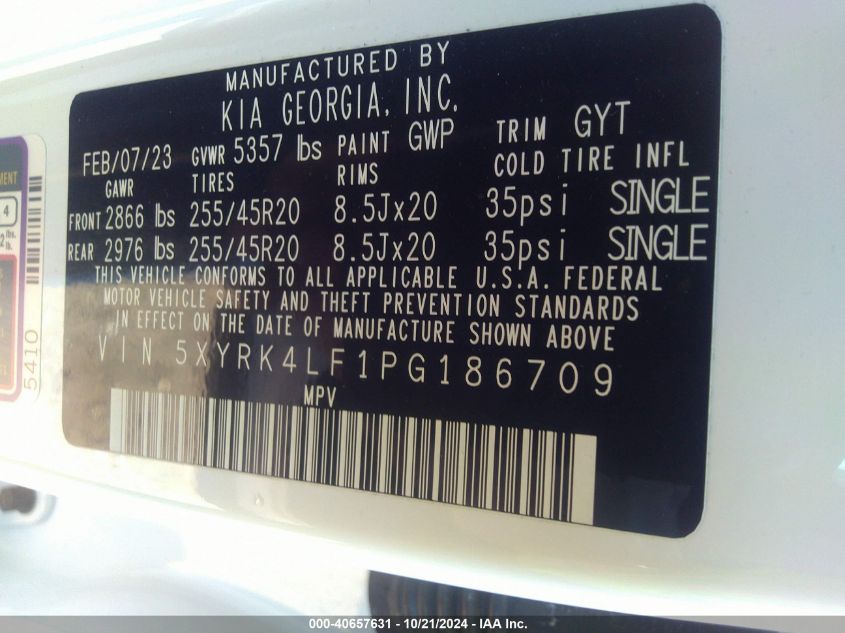 MANUFACTURED BY
KIA GEORGIA, INC.
FEB/07/23 GVWR 5357 lbs PAINT GWP TRIM GYT
GAWR TIRES RIMS COLD TIRE INFL
FRONT 2866 lbs 255/45R20 8.5Jx20 35psi SINGLE
REAR 2976 lbs 255/45R20 8.5Jx20 35psi SINGLE
THIS VEHICLE CONFORMS TO ALL APPLICABLE U.S.A. FEDERAL
MOTOR VEHICLE SAFETY AND THEFT PREVENTION STANDARDS
IN EFFECT ON THE DATE OF MANUFACTURE SHOWN ABOVE.
VIN 5XYRK4LF1PG186709
MPV
4
5410
000-40657631 - 10/21/2024 - IAA Inc.